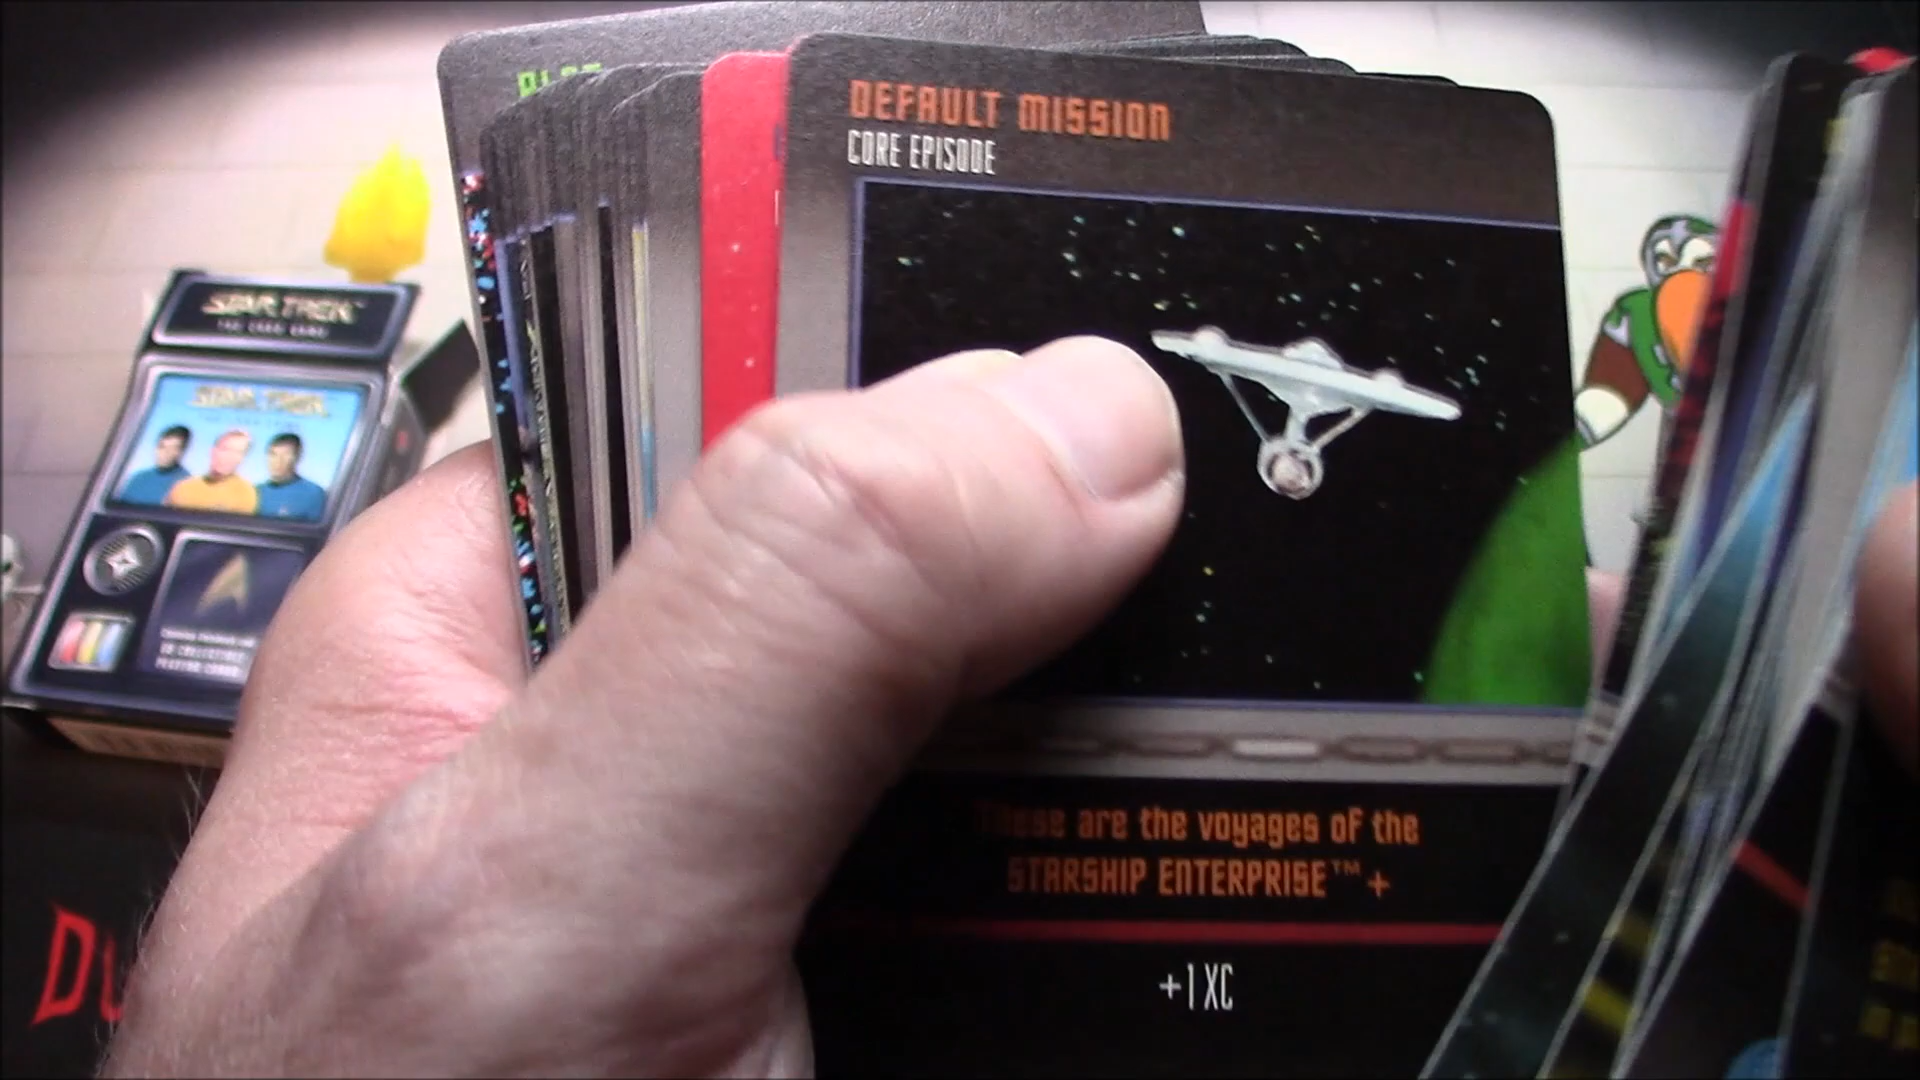 DEFAULT MISSION
CORE EPISODE
STAR TREK
THE CARD GAME
STAR TREK
These are the voyages of the
STARSHIP ENTERPRISE™ +
+1 XC